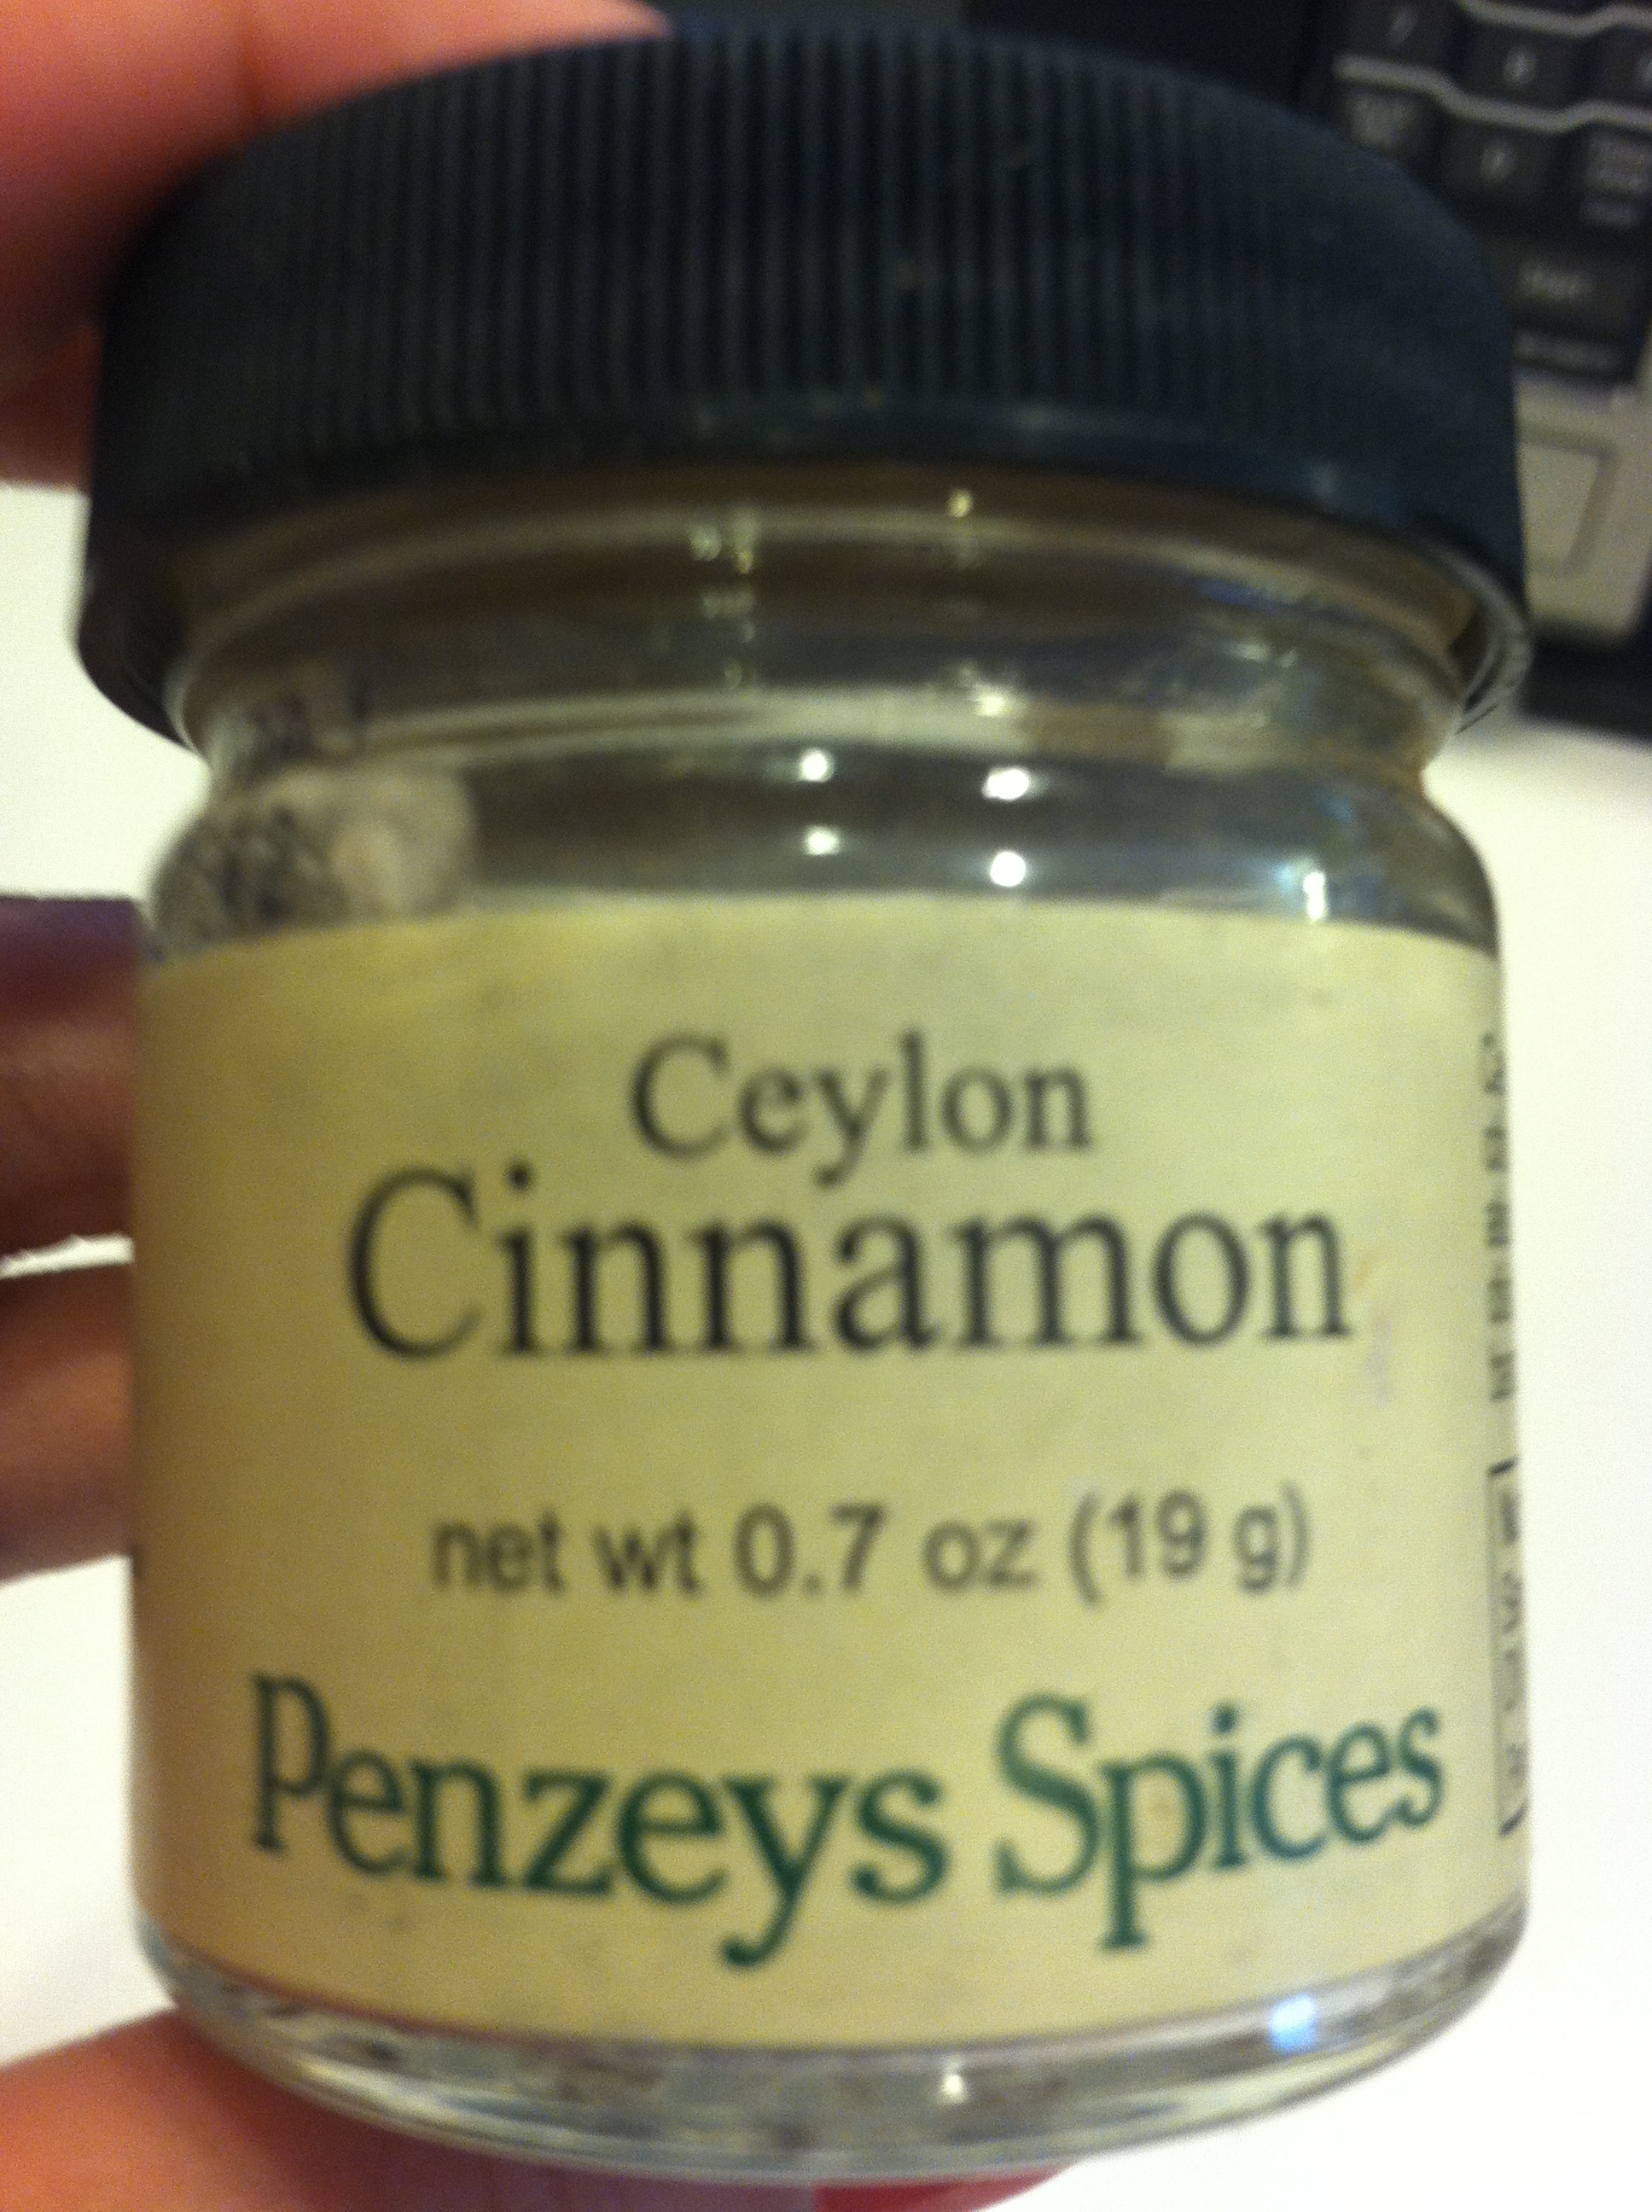 Ceylon
Cinnamon
net wt 0.7 oz (19 g)
Penzeys Spices